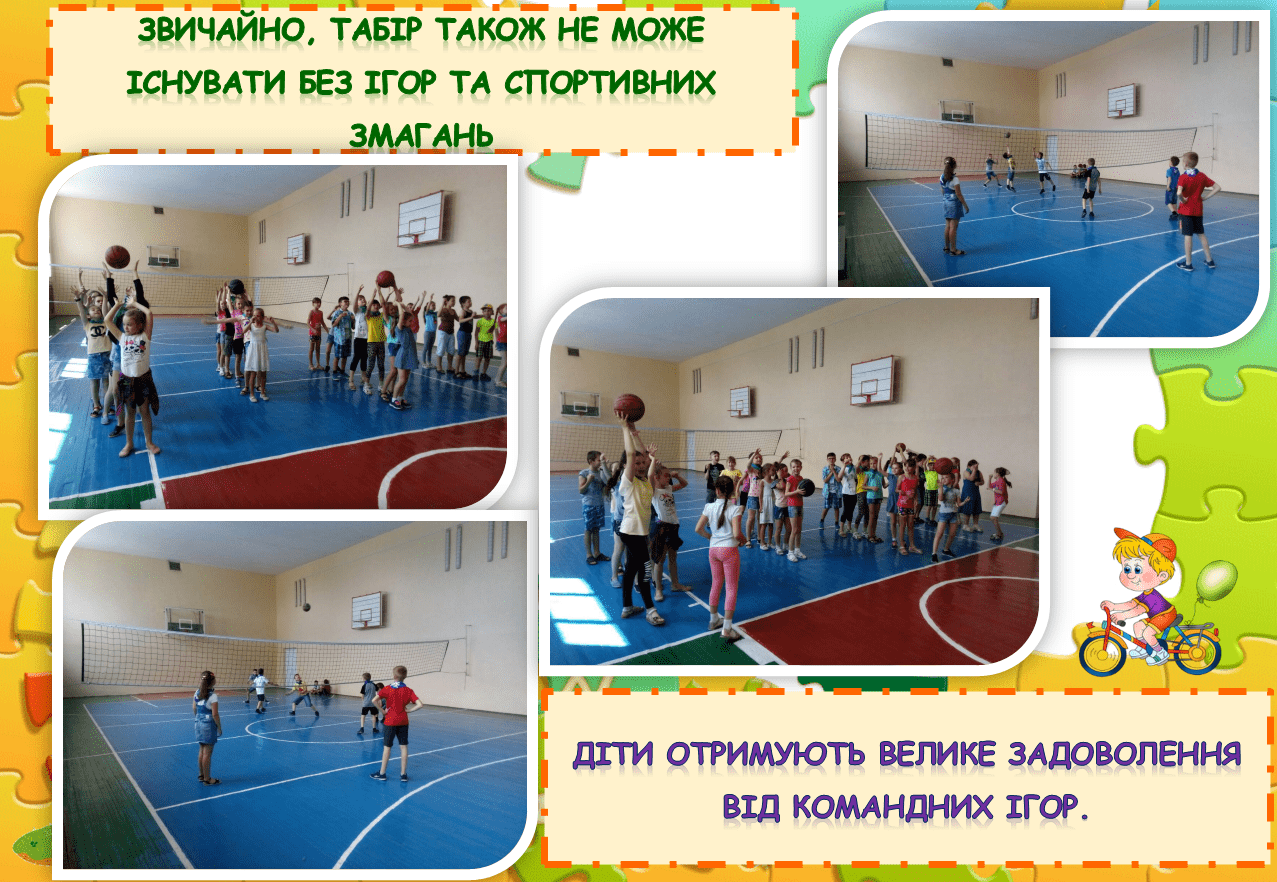 ЗВИЧАЙНО, ТАБІР ТАКОЖ НЕ МОЖЕ
ІСНУВАТИ БЕЗ ІГОР ТА СПОРТИВНИХ
ЗМАГАНЬ
ДІТИ ОТРИМУЮТЬ ВЕЛИКЕ ЗАДОВОЛЕННЯ
ВІД КОМАНДНИХ ІГОР.